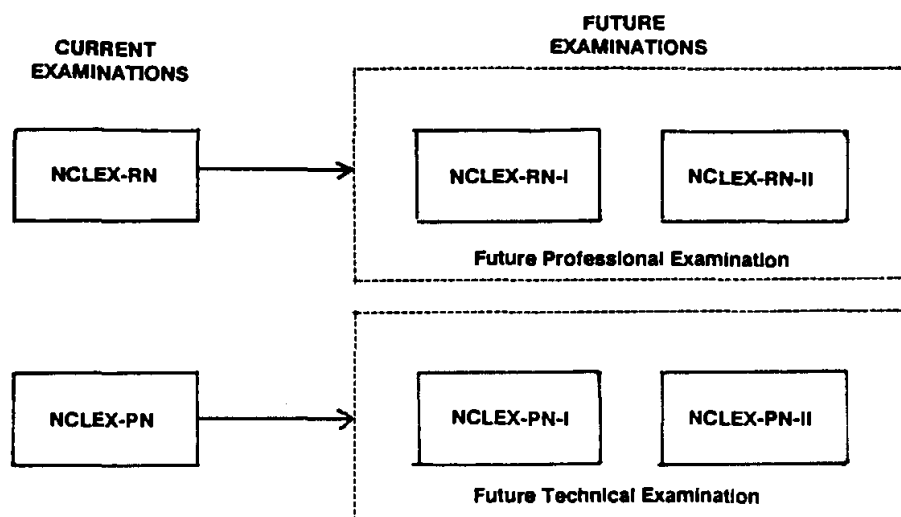 CURRENT
EXAMINATIONS
FUTURE
EXAMINATIONS
NCLEX-RN
NCLEX-RN-I
NCLEX-RN-II
Future Professional Examination
NCLEX-PN
NCLEX-PN-I
NCLEX-PN-II
Future Technical Examination